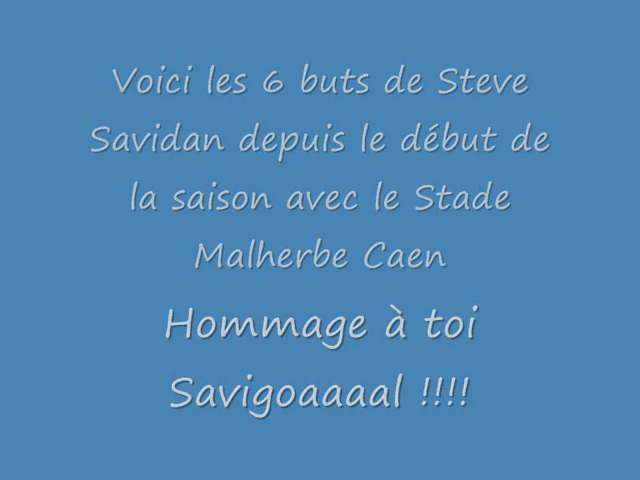 Voici les 6 buts de Steve
Savidan depuis le début de
la saison avec le Stade
Malherbe Caen
Hommage à toi
Savigoaaaal !!!!